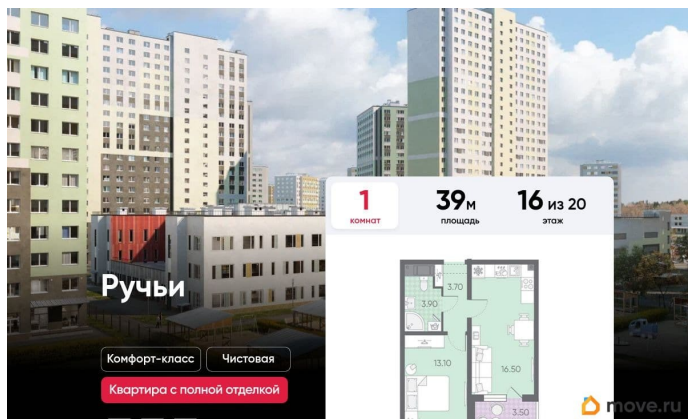 1
комнат
39м
площадь
16 из 20
этаж
Ручьи
3.70
3.90
13.10
16.50
3.50
Комфорт-класс
Чистовая
Квартира с полной отделкой
move.ru